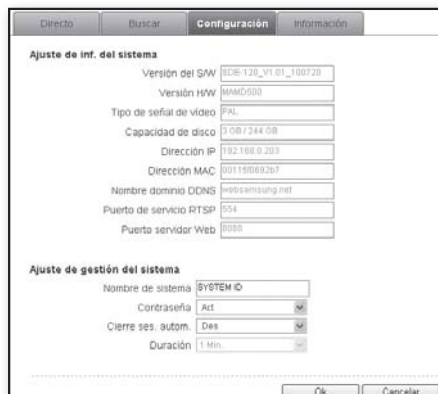 Directo Buscar Configuración Información
Ajuste de inf. del sistema
Versión del S/W SDE-120_V1.01_100720
Versión H/W MAMD500
Tipo de señal de vídeo PAL
Capacidad de disco 3 GB / 244 GB
Dirección IP 192.168.0.203
Dirección MAC 00115f0892b7
Nombre dominio DDNS websamsung.net
Puerto de servicio RTSP 554
Puerto servidor Web 8080
Ajuste de gestión del sistema
Nombre de sistema SYSTEM ID
Contraseña Act
Cierre ses. autom. Des
Duración 1 Min.
Ok Cancelar